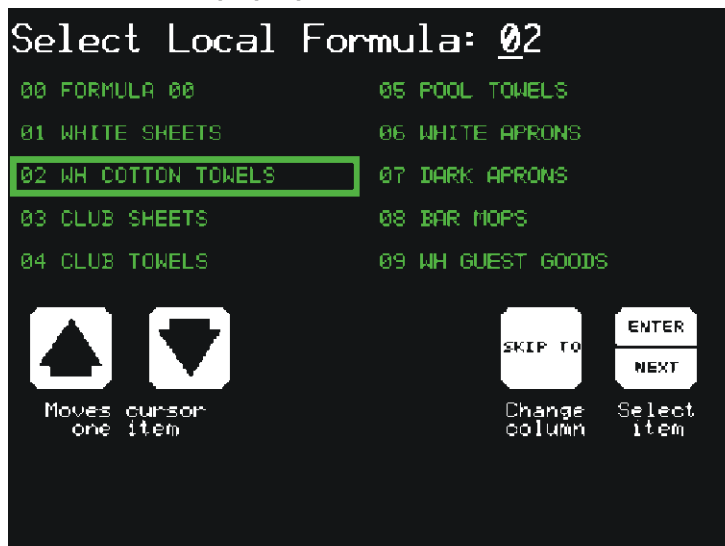 Select Local Formula: 02
00 FORMULA 00
01 WHITE SHEETS
02 WH COTTON TOWELS
03 CLUB SHEETS
04 CLUB TOWELS
05 POOL TOWELS
06 WHITE APRONS
07 DARK APRONS
08 BAR MOPS
09 WH GUEST GOODS
Moves cursor
one item
SKIP TO
Change
column
ENTER
NEXT
Select
item